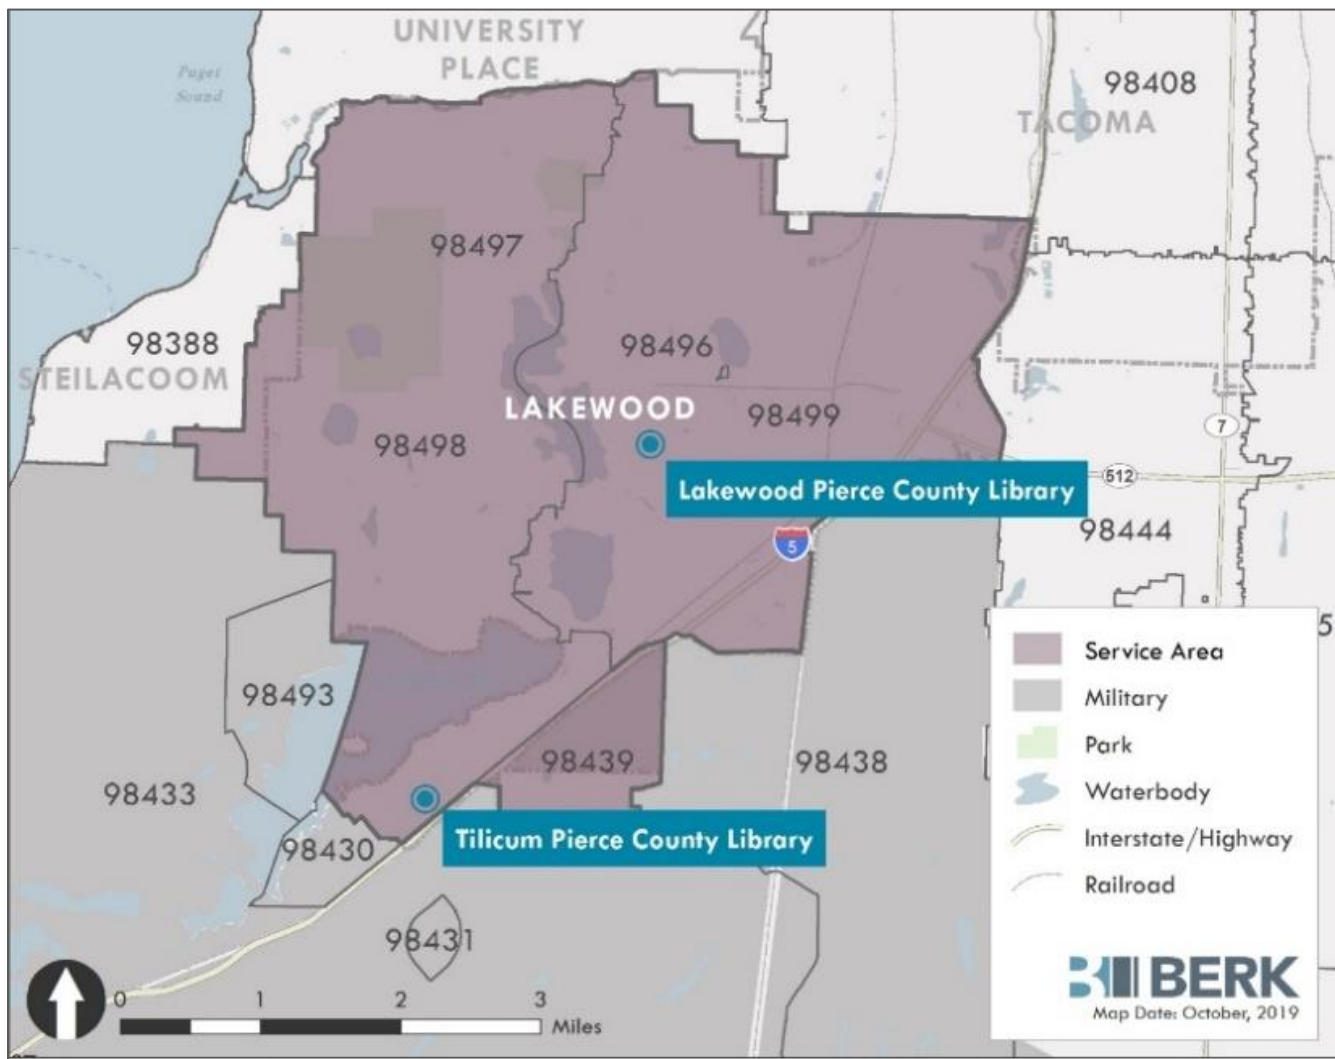 UNIVERSITY
PLACE
4
Puget
Sound
98408
TACOMA
98497
98388
STEILACOOM
98496
LAKEWOOD
98499
98498
7
512
Lakewood Pierce County Library
5
98444
98493
98439
98438
98433
Tilicum Pierce County Library
98430
98431
5
Service Area
Military
Park
Waterbody
Interstate/Highway
Railroad
BERK
Map Date: October, 2019
0 1 2 3
Miles